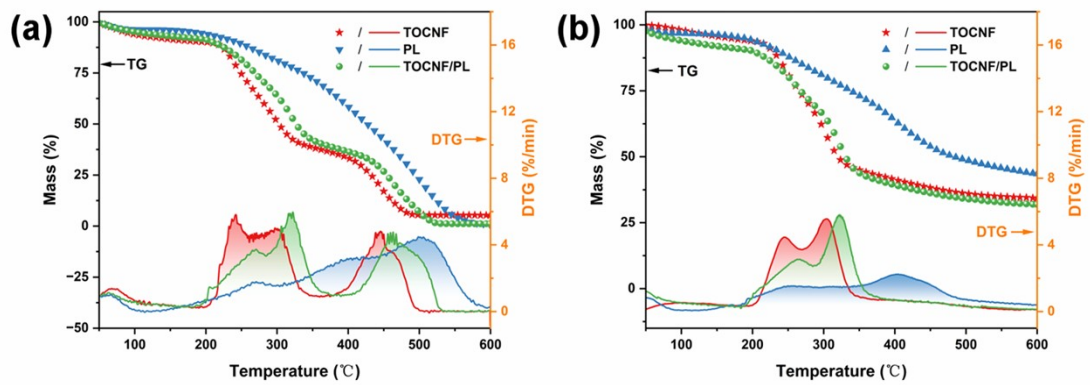 (a)
100
75
50
25
0
−25
−50
Mass (%)
TG
/ TOCNF
/ PL
/ TOCNF/PL
DTG
16
12
8
4
0
DTG (%/min)
100 200 300 400 500 600
Temperature (℃)
(b)
100
75
50
25
0
Mass (%)
TG
/ TOCNF
/ PL
/ TOCNF/PL
DTG
16
12
8
4
0
DTG (%/min)
100 200 300 400 500 600
Temperature (℃)